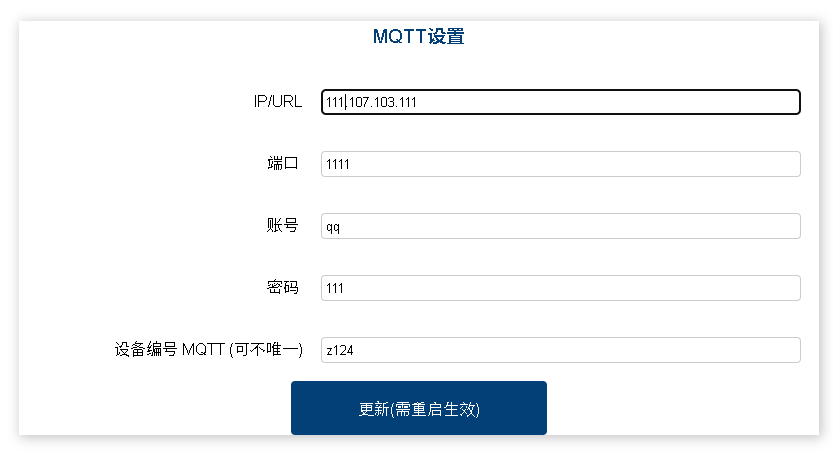 MQTT设置
IP/URL 111.107.103.111
端口 1111
账号 qq
密码 111
设备编号 MQTT (可不唯一) z124
更新(需重启生效)